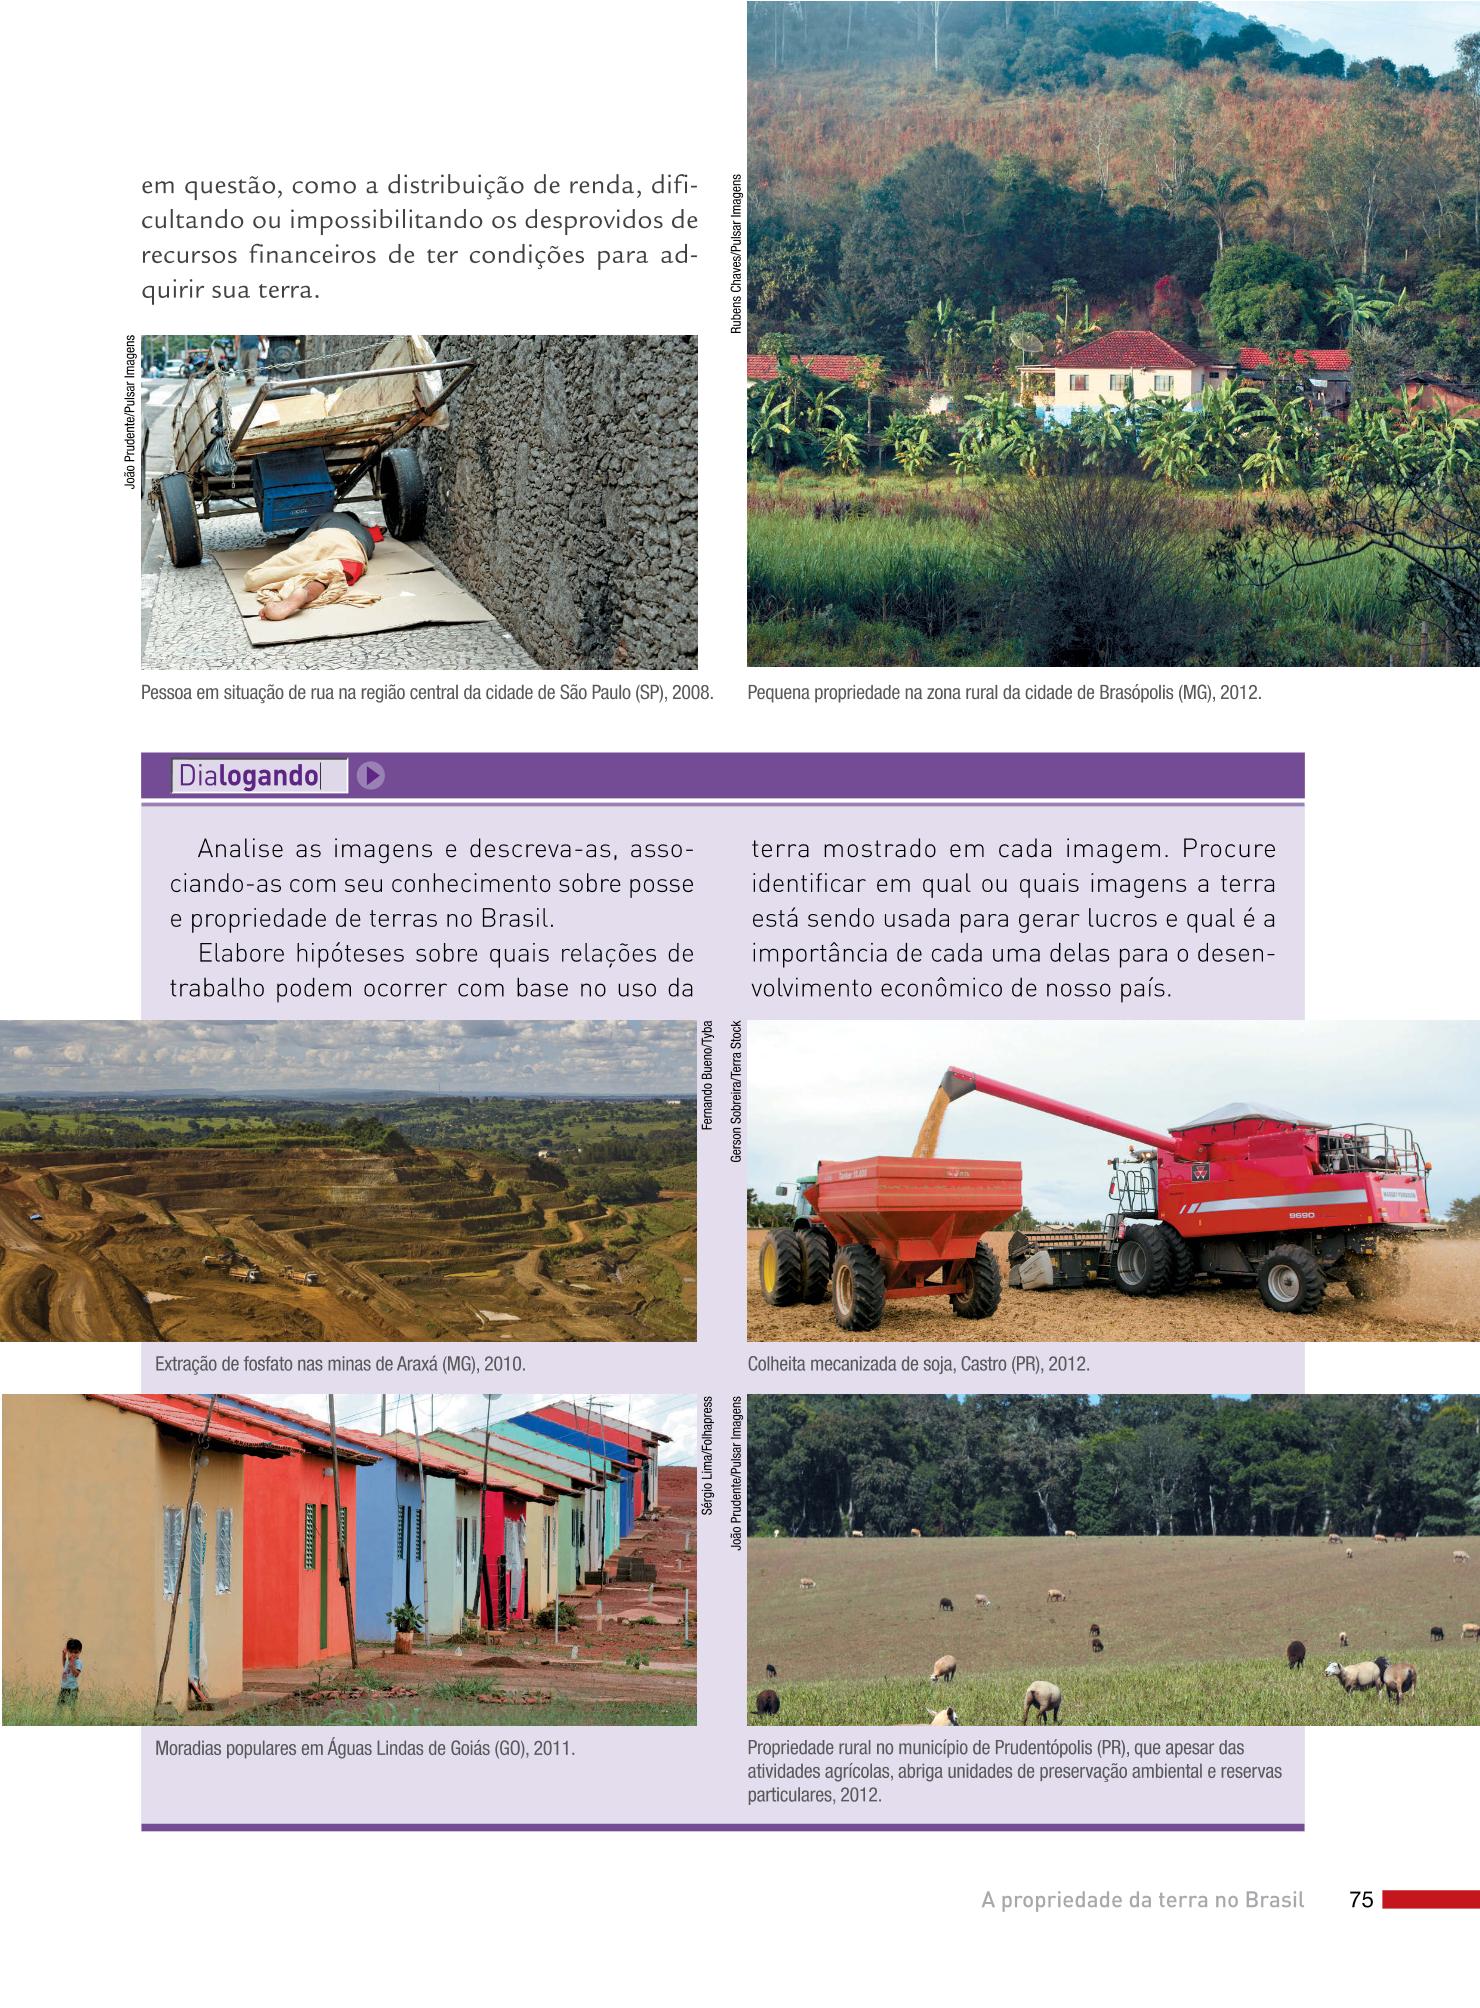 em questão, como a distribuição de renda, difi-
cultando ou impossibilitando os desprovidos de
recursos financeiros de ter condições para ad-
quirir sua terra.
João Prudente/Pulsar Imagens
Pessoa em situação de rua na região central da cidade de São Paulo (SP), 2008.
Rubens Chaves/Pulsar Imagens
Pequena propriedade na zona rural da cidade de Brasópolis (MG), 2012.
Dialogando
Analise as imagens e descreva-as, asso-
ciando-as com seu conhecimento sobre posse
e propriedade de terras no Brasil.
Elabore hipóteses sobre quais relações de
trabalho podem ocorrer com base no uso da
terra mostrado em cada imagem. Procure
identificar em qual ou quais imagens a terra
está sendo usada para gerar lucros e qual é a
importância de cada uma delas para o desen-
volvimento econômico de nosso país.
Fernando Bueno/Tyba
Extração de fosfato nas minas de Araxá (MG), 2010.
Gerson Sobreira/Terra Stock
9690
Colheita mecanizada de soja, Castro (PR), 2012.
Sérgio Lima/Folhapress
Moradias populares em Águas Lindas de Goiás (GO), 2011.
João Prudente/Pulsar Imagens
Propriedade rural no município de Prudentópolis (PR), que apesar das
atividades agrícolas, abriga unidades de preservação ambiental e reservas
particulares, 2012.
A propriedade da terra no Brasil
75